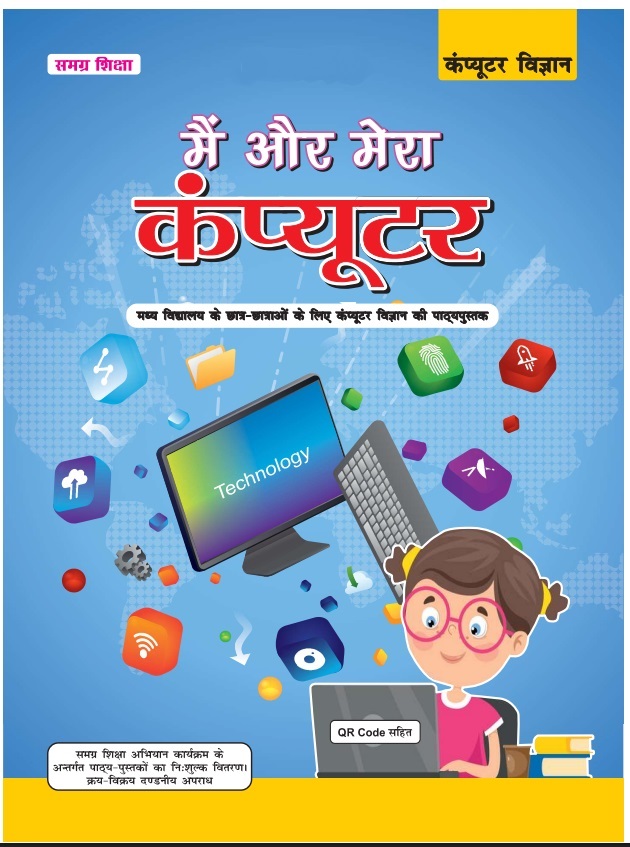 समग्र शिक्षा
कंप्यूटर विज्ञान
मैं और मेरा
कंप्यूटर
मध्य विद्यालय के छात्र-छात्राओं के लिए कंप्यूटर विज्ञान की पाठ्यपुस्तक
Technology
QR Code सहित
समग्र शिक्षा अभियान कार्यक्रम के
अन्तर्गत पाठ्य-पुस्तकों का निःशुल्क वितरण।
क्रय-विक्रय दण्डनीय अपराध